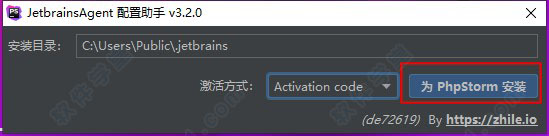 PS JetbrainsAgent 配置助手 v3.2.0
安装目录: C:\Users\Public\.jetbrains
激活方式: Activation code 为 PhpStorm 安装
(de72619) By https://zhile.io